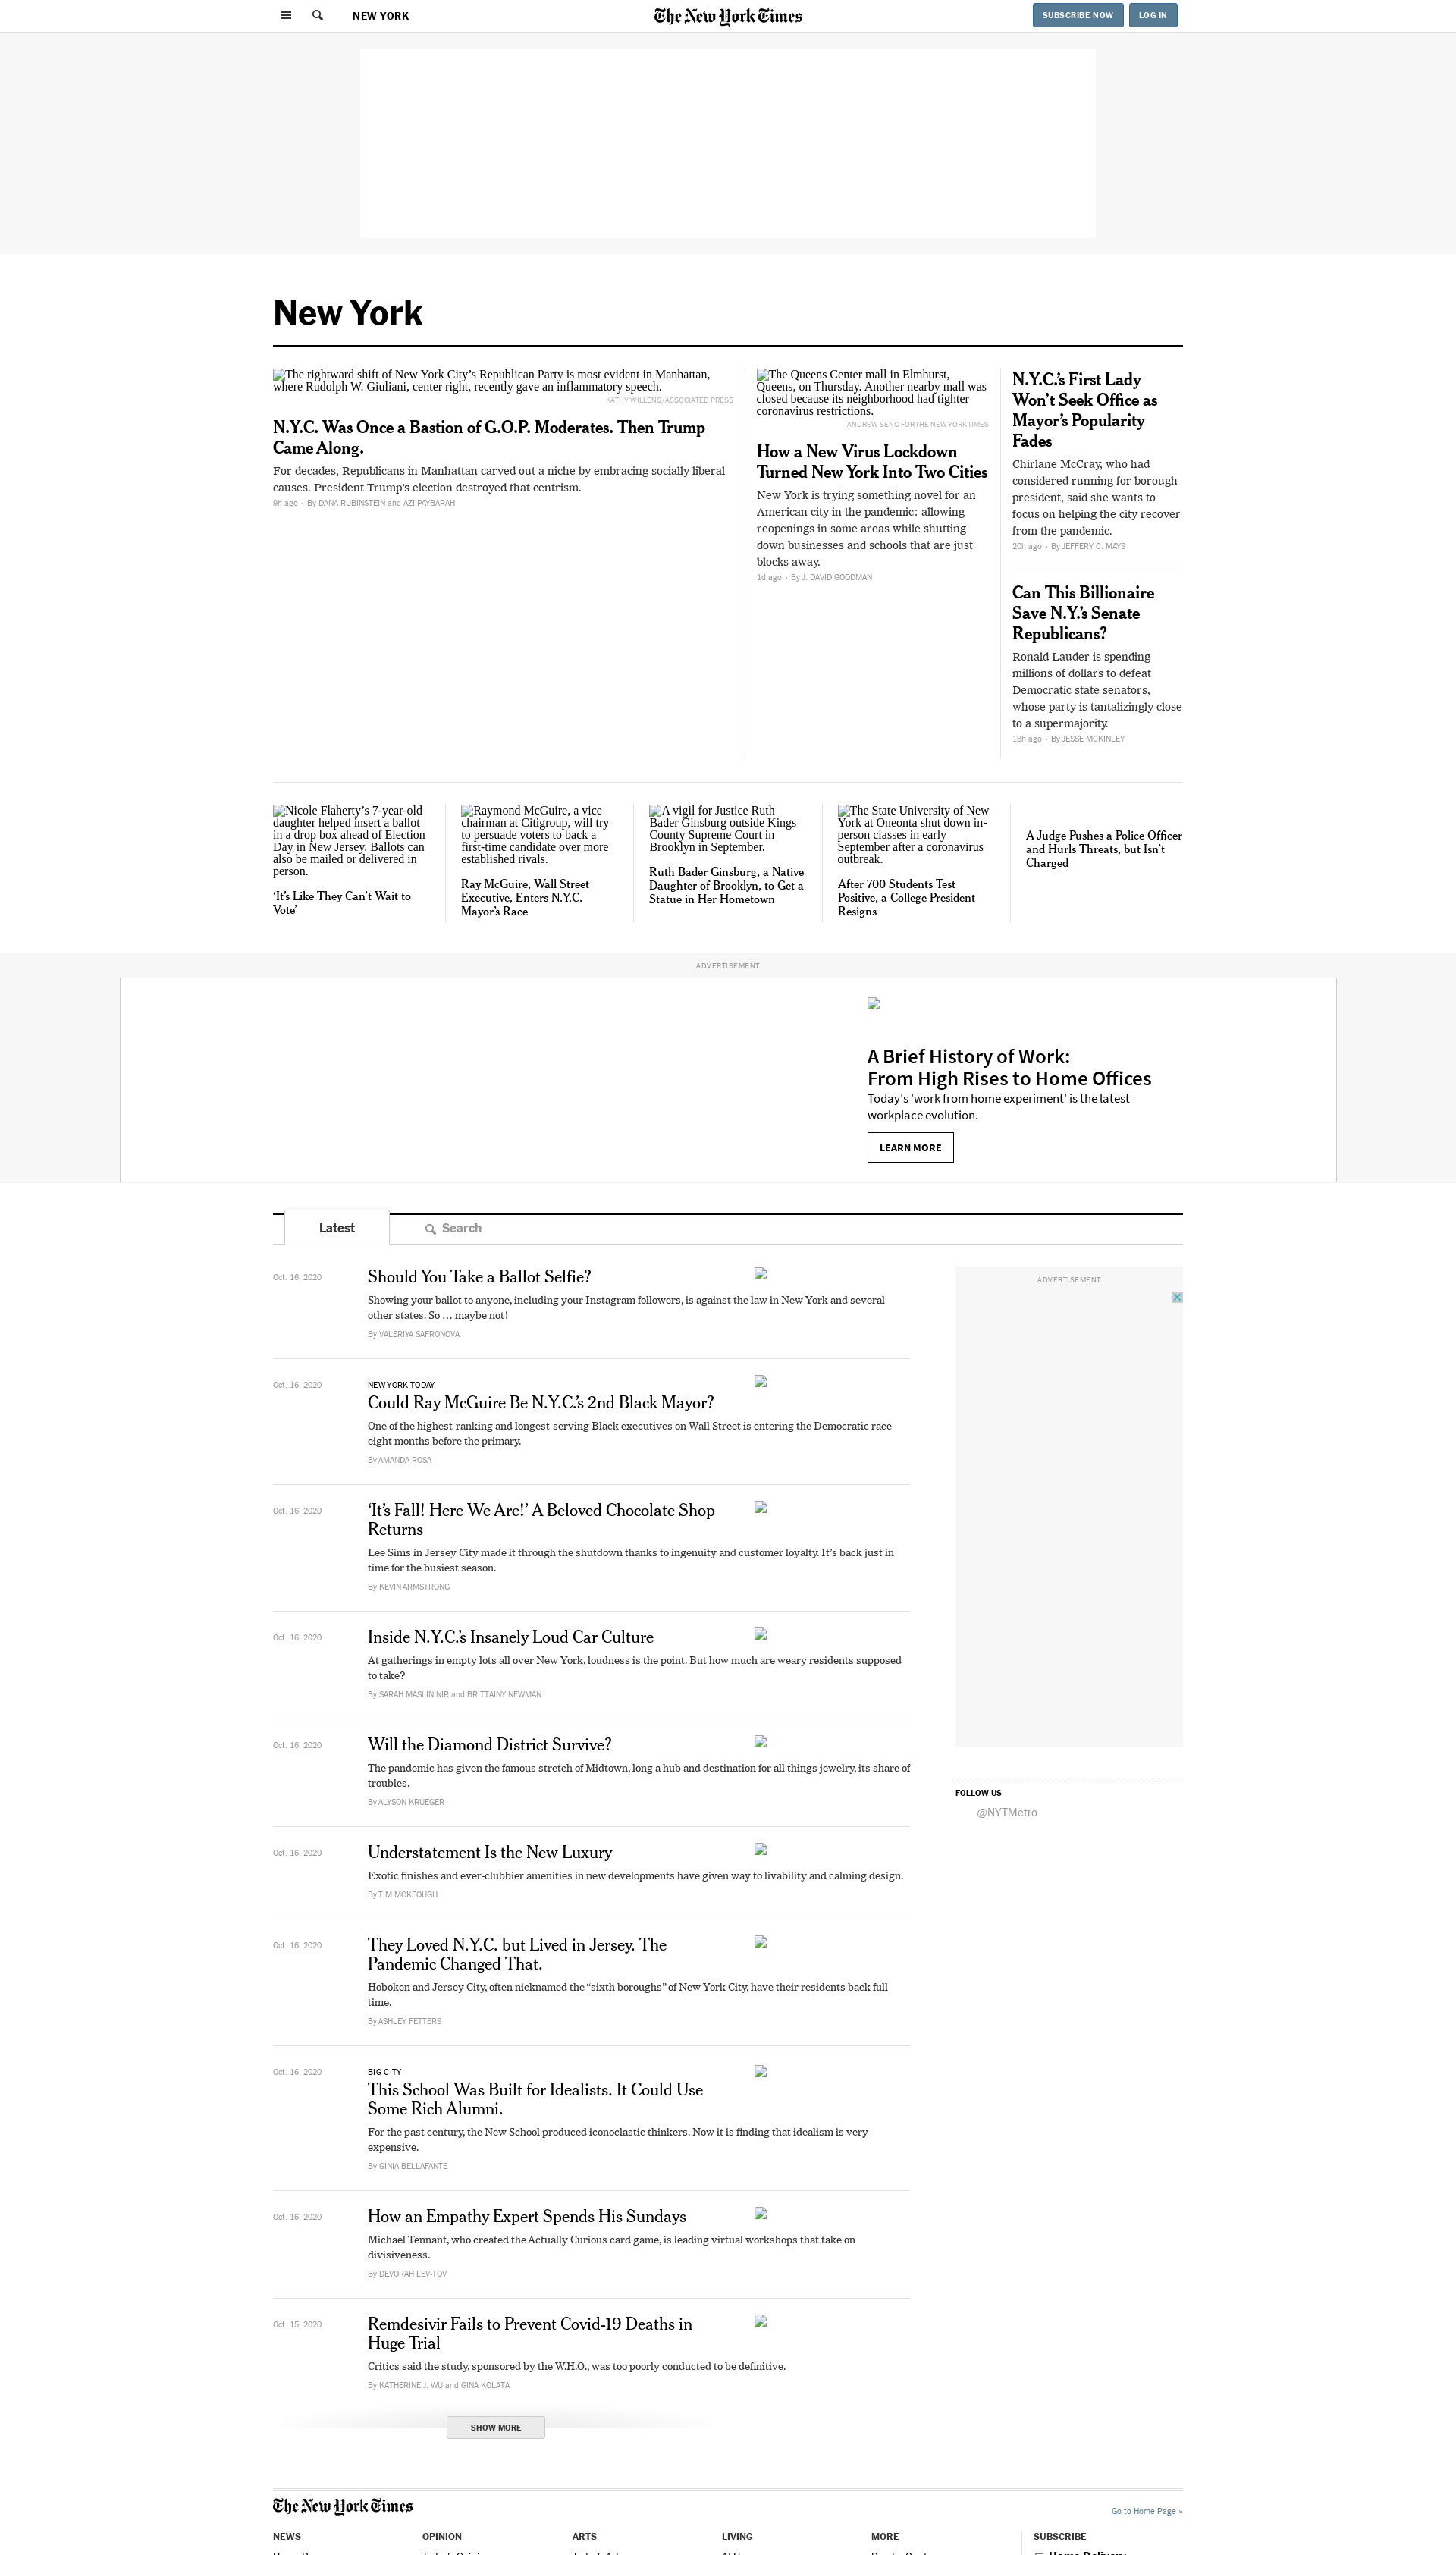 NEW YORK
The New York Times
SUBSCRIBE NOW
LOG IN
New York
The rightward shift of New York City’s Republican Party is most evident in Manhattan,
where Rudolph W. Giuliani, center right, recently gave an inflammatory speech.
KATHY WILLENS/ASSOCIATED PRESS
N.Y.C. Was Once a Bastion of G.O.P. Moderates. Then Trump
Came Along.
For decades, Republicans in Manhattan carved out a niche by embracing socially liberal
causes. President Trump’s election destroyed that centrism.
9h ago • By DANA RUBINSTEIN and AZI PAYBARAH
The Queens Center mall in Elmhurst,
Queens, on Thursday. Another nearby mall was
closed because its neighborhood had tighter
coronavirus restrictions.
ANDREW SENG FOR THE NEW YORK TIMES
How a New Virus Lockdown
Turned New York Into Two Cities
New York is trying something novel for an
American city in the pandemic: allowing
reopenings in some areas while shutting
down businesses and schools that are just
blocks away.
1d ago • By J. DAVID GOODMAN
N.Y.C.’s First Lady
Won’t Seek Office as
Mayor’s Popularity
Fades
Chirlane McCray, who had
considered running for borough
president, said she wants to
focus on helping the city recover
from the pandemic.
20h ago • By JEFFERY C. MAYS
Can This Billionaire
Save N.Y.’s Senate
Republicans?
Ronald Lauder is spending
millions of dollars to defeat
Democratic state senators,
whose party is tantalizingly close
to a supermajority.
18h ago • By JESSE MCKINLEY
Nicole Flaherty’s 7-year-old
daughter helped insert a ballot
in a drop box ahead of Election
Day in New Jersey. Ballots can
also be mailed or delivered in
person.
‘It’s Like They Can’t Wait to
Vote’
Raymond McGuire, a vice
chairman at Citigroup, will try
to persuade voters to back a
first-time candidate over more
established rivals.
Ray McGuire, Wall Street
Executive, Enters N.Y.C.
Mayor’s Race
A vigil for Justice Ruth
Bader Ginsburg outside Kings
County Supreme Court in
Brooklyn in September.
Ruth Bader Ginsburg, a Native
Daughter of Brooklyn, to Get a
Statue in Her Hometown
The State University of New
York at Oneonta shut down in-
person classes in early
September after a coronavirus
outbreak.
After 700 Students Test
Positive, a College President
Resigns
A Judge Pushes a Police Officer
and Hurls Threats, but Isn’t
Charged
ADVERTISEMENT
A Brief History of Work:
From High Rises to Home Offices
Today's 'work from home experiment' is the latest
workplace evolution.
LEARN MORE
Latest
Search
Oct. 16, 2020
Should You Take a Ballot Selfie?
Showing your ballot to anyone, including your Instagram followers, is against the law in New York and several
other states. So … maybe not!
By VALERIYA SAFRONOVA
Oct. 16, 2020
NEW YORK TODAY
Could Ray McGuire Be N.Y.C.’s 2nd Black Mayor?
One of the highest-ranking and longest-serving Black executives on Wall Street is entering the Democratic race
eight months before the primary.
By AMANDA ROSA
Oct. 16, 2020
‘It’s Fall! Here We Are!’ A Beloved Chocolate Shop
Returns
Lee Sims in Jersey City made it through the shutdown thanks to ingenuity and customer loyalty. It’s back just in
time for the busiest season.
By KEVIN ARMSTRONG
Oct. 16, 2020
Inside N.Y.C.’s Insanely Loud Car Culture
At gatherings in empty lots all over New York, loudness is the point. But how much are weary residents supposed
to take?
By SARAH MASLIN NIR and BRITTAINY NEWMAN
Oct. 16, 2020
Will the Diamond District Survive?
The pandemic has given the famous stretch of Midtown, long a hub and destination for all things jewelry, its share of
troubles.
By ALYSON KRUEGER
Oct. 16, 2020
Understatement Is the New Luxury
Exotic finishes and ever-clubbier amenities in new developments have given way to livability and calming design.
By TIM MCKEOUGH
Oct. 16, 2020
They Loved N.Y.C. but Lived in Jersey. The
Pandemic Changed That.
Hoboken and Jersey City, often nicknamed the “sixth boroughs” of New York City, have their residents back full
time.
By ASHLEY FETTERS
Oct. 16, 2020
BIG CITY
This School Was Built for Idealists. It Could Use
Some Rich Alumni.
For the past century, the New School produced iconoclastic thinkers. Now it is finding that idealism is very
expensive.
By GINIA BELLAFANTE
Oct. 16, 2020
How an Empathy Expert Spends His Sundays
Michael Tennant, who created the Actually Curious card game, is leading virtual workshops that take on
divisiveness.
By DEVORAH LEV-TOV
Oct. 15, 2020
Remdesivir Fails to Prevent Covid-19 Deaths in
Huge Trial
Critics said the study, sponsored by the W.H.O., was too poorly conducted to be definitive.
By KATHERINE J. WU and GINA KOLATA
SHOW MORE
ADVERTISEMENT
FOLLOW US
@NYTMetro
The New York Times
Go to Home Page »
NEWS
OPINION
ARTS
LIVING
MORE
SUBSCRIBE